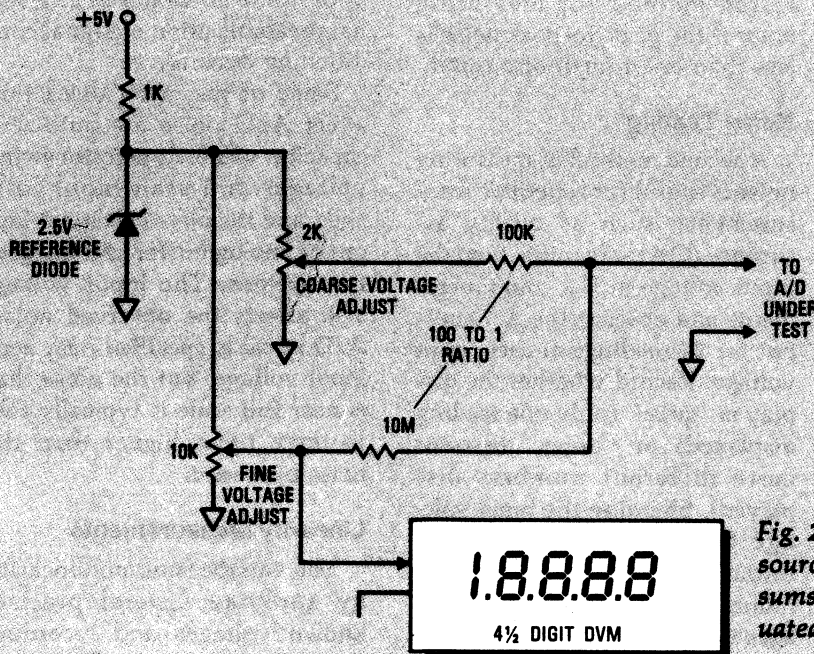 +5V
1K
2.5V
REFERENCE
DIODE
2K
COARSE VOLTAGE
ADJUST
100K
100 TO 1
RATIO
TO
A/D
UNDER
TEST
10M
10K
FINE
VOLTAGE
ADJUST
1.8.8.8.8
4½ DIGIT DVM
Fig. 2
sourc
sums
uated